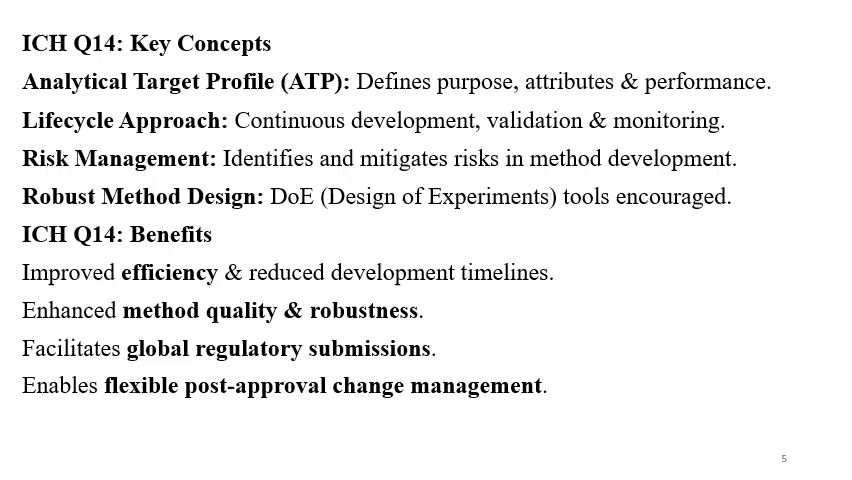 ICH Q14: Key Concepts
Analytical Target Profile (ATP): Defines purpose, attributes & performance.
Lifecycle Approach: Continuous development, validation & monitoring.
Risk Management: Identifies and mitigates risks in method development.
Robust Method Design: DoE (Design of Experiments) tools encouraged.
ICH Q14: Benefits
Improved efficiency & reduced development timelines.
Enhanced method quality & robustness.
Facilitates global regulatory submissions.
Enables flexible post-approval change management.
5